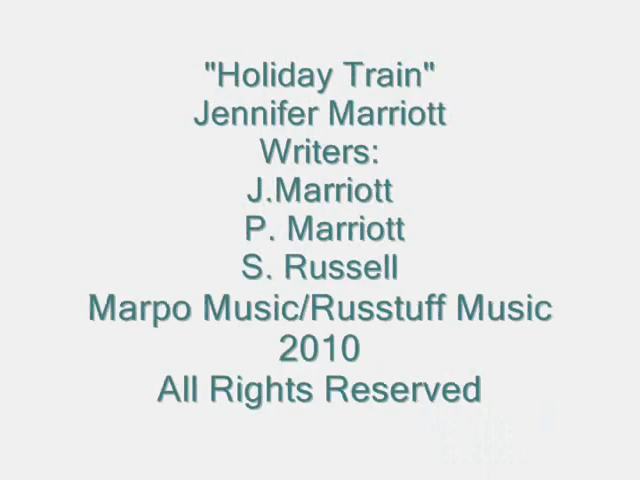 "Holiday Train"
Jennifer Marriott
Writers:
J.Marriott
P. Marriott
S. Russell
Marpo Music/Russtuff Music
2010
All Rights Reserved